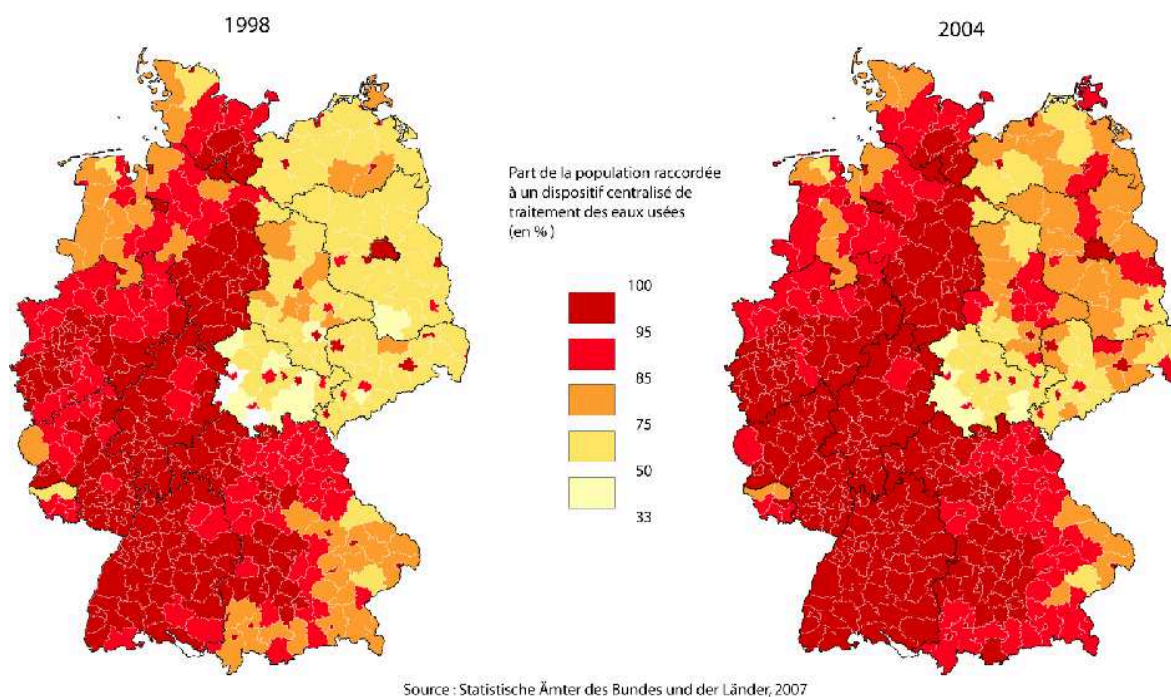 1998
2004
Part de la population raccordée
à un dispositif centralisé de
traitement des eaux usées
(en %)
100
95
85
75
50
33
Source : Statistische Ämter des Bundes und der Länder, 2007